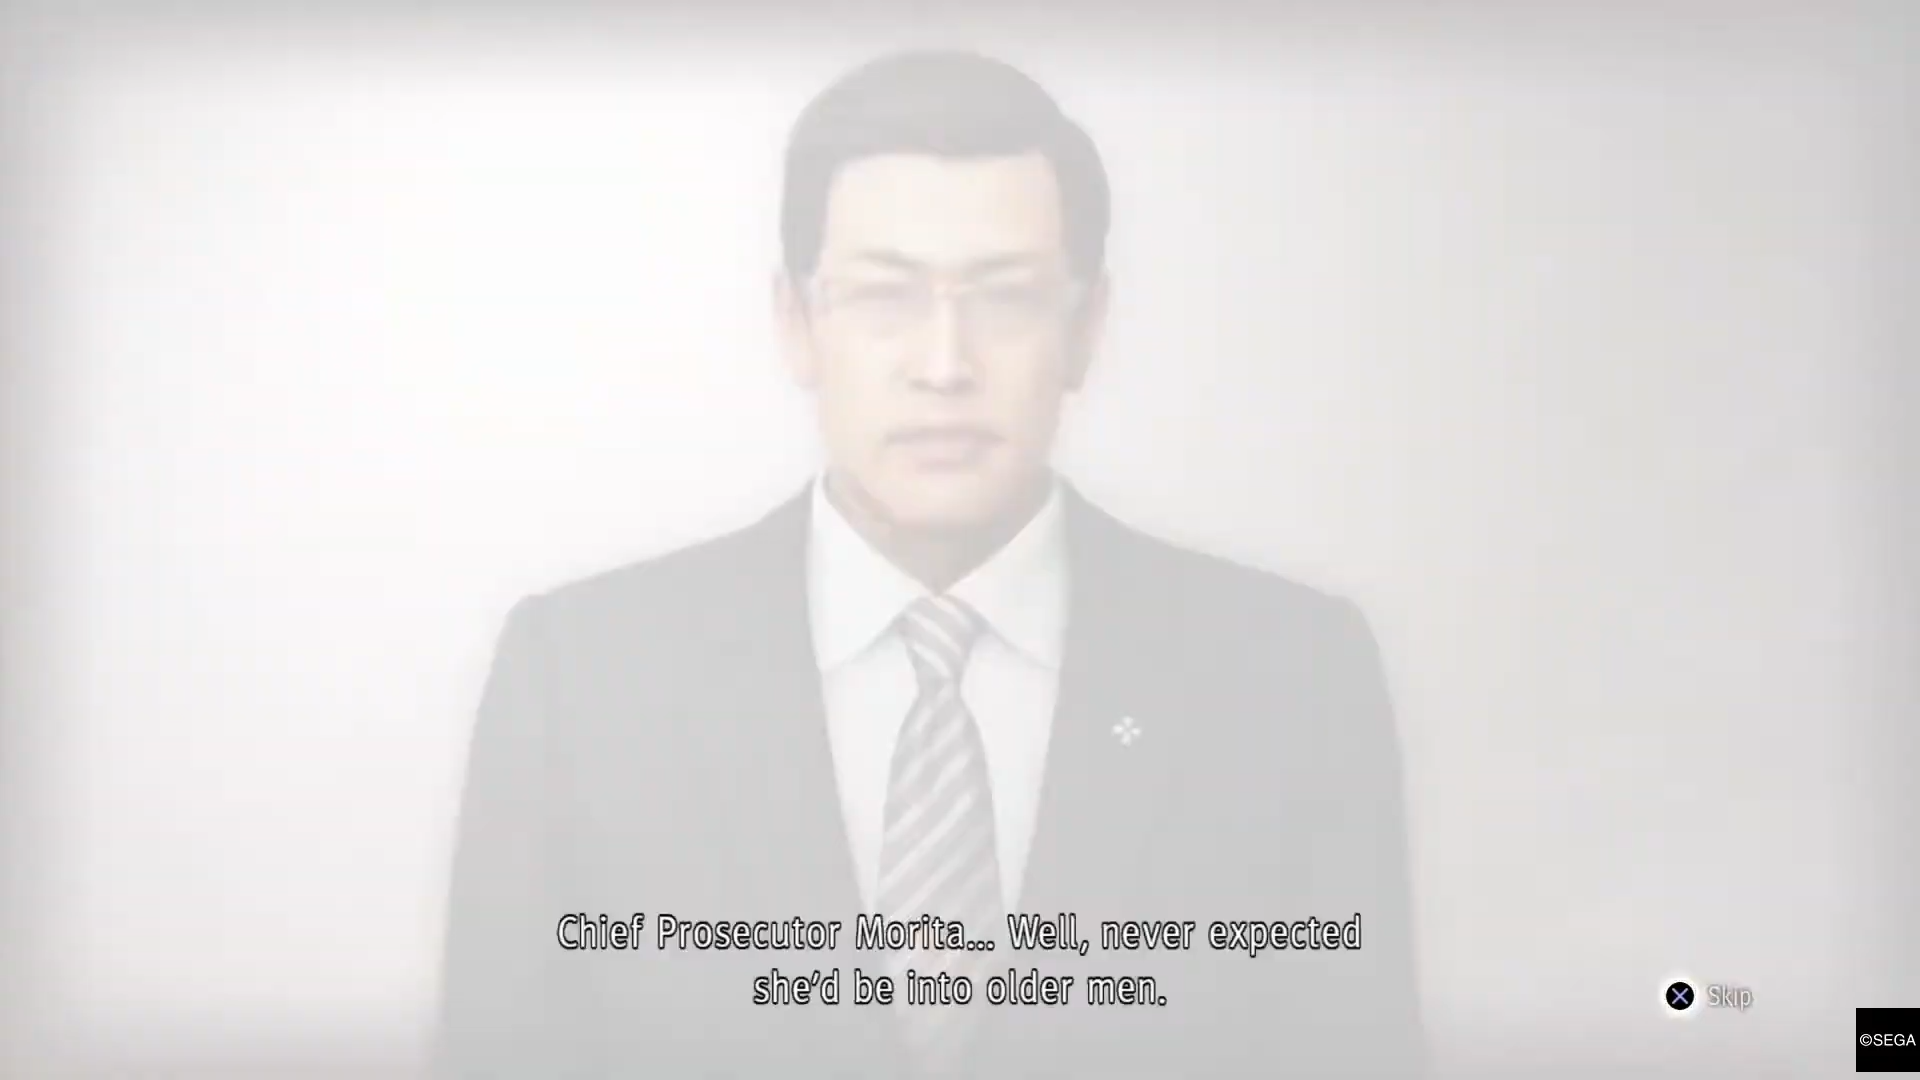 Chief Prosecutor Morita... Well, never expected
she'd be into older men.
Skip
©SEGA